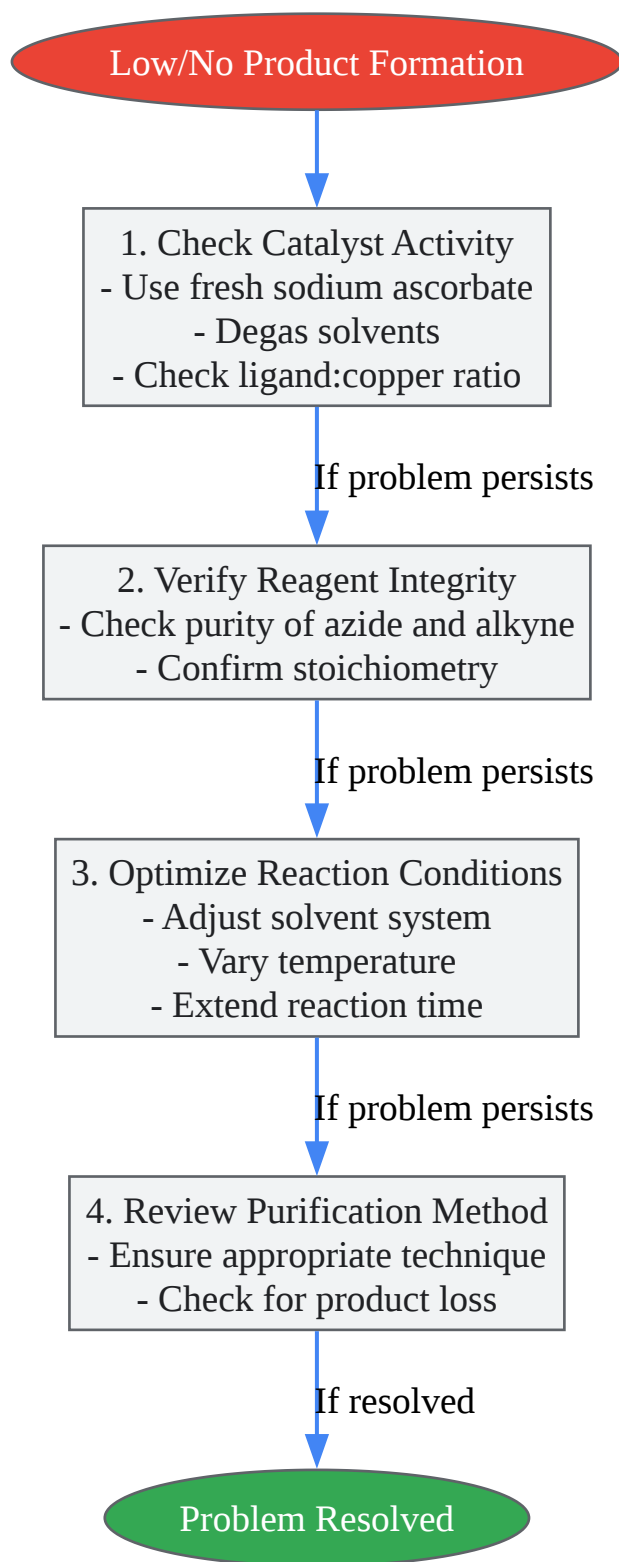 Low/No Product Formation
1. Check Catalyst Activity
- Use fresh sodium ascorbate
- Degas solvents
- Check ligand:copper ratio
If problem persists
2. Verify Reagent Integrity
- Check purity of azide and alkyne
- Confirm stoichiometry
If problem persists
3. Optimize Reaction Conditions
- Adjust solvent system
- Vary temperature
- Extend reaction time
If problem persists
4. Review Purification Method
- Ensure appropriate technique
- Check for product loss
If resolved
Problem Resolved